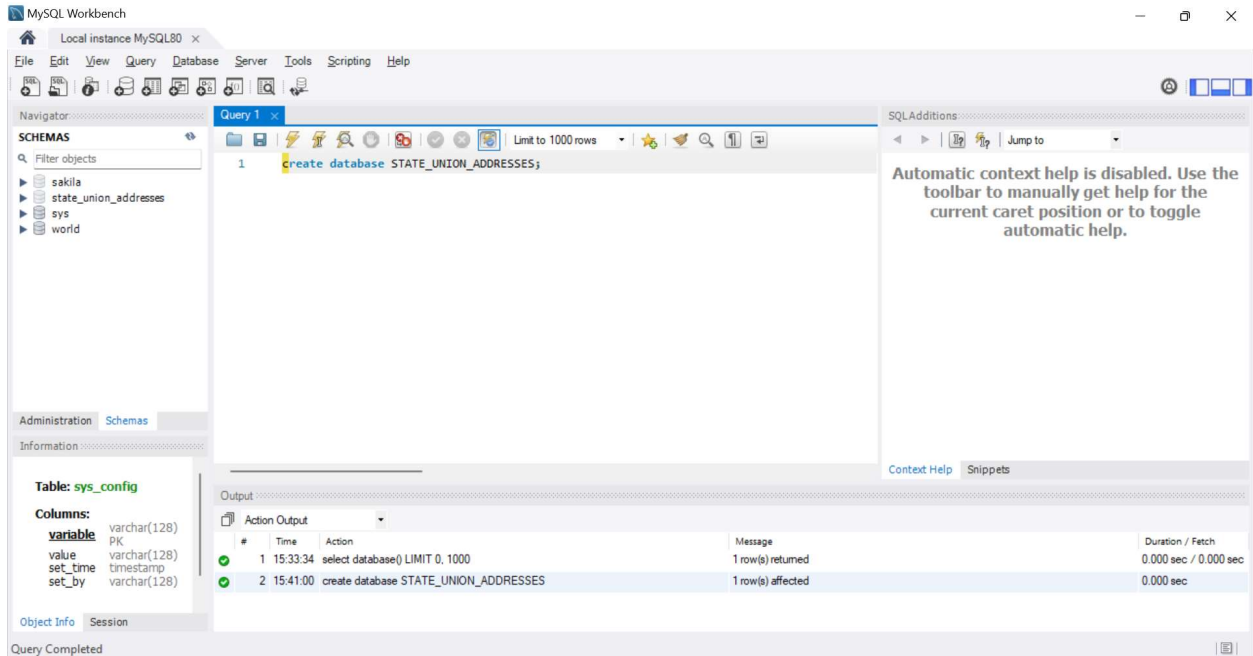 MySQL Workbench
Local instance MySQL80
File Edit View Query Database Server Tools Scripting Help
Navigator
SCHEMAS
Filter objects
sakila
state_union_addresses
sys
world
Administration Schemas
Information
Table: sys_config
Columns:
variable varchar(128) PK
value varchar(128)
set_time timestamp
set_by varchar(128)
Object Info Session
Query 1
Limit to 1000 rows
1 create database STATE_UNION_ADDRESSES;
SQLAdditions
Jump to
Automatic context help is disabled. Use the
toolbar to manually get help for the
current caret position or to toggle
automatic help.
Context Help Snippets
Output
Action Output
# Time Action Message Duration / Fetch
1 15:33:34 select database() LIMIT 0, 1000 1 row(s) returned 0.000 sec / 0.000 sec
2 15:41:00 create database STATE_UNION_ADDRESSES 1 row(s) affected 0.000 sec
Query Completed